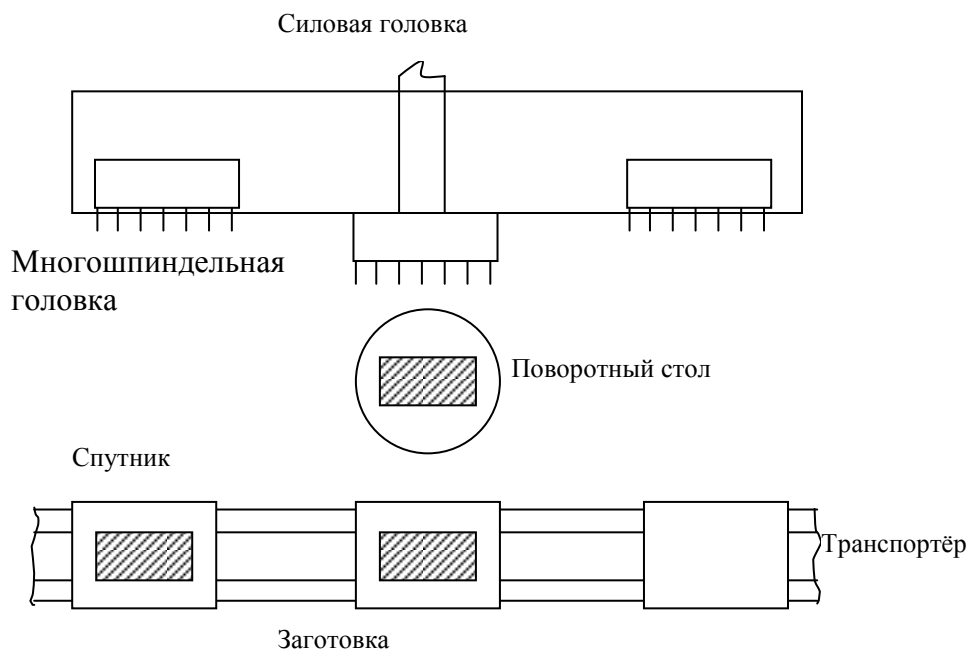 Силовая головка
Многошпиндельная
головка
Поворотный стол
Спутник
Транспортёр
Заготовка